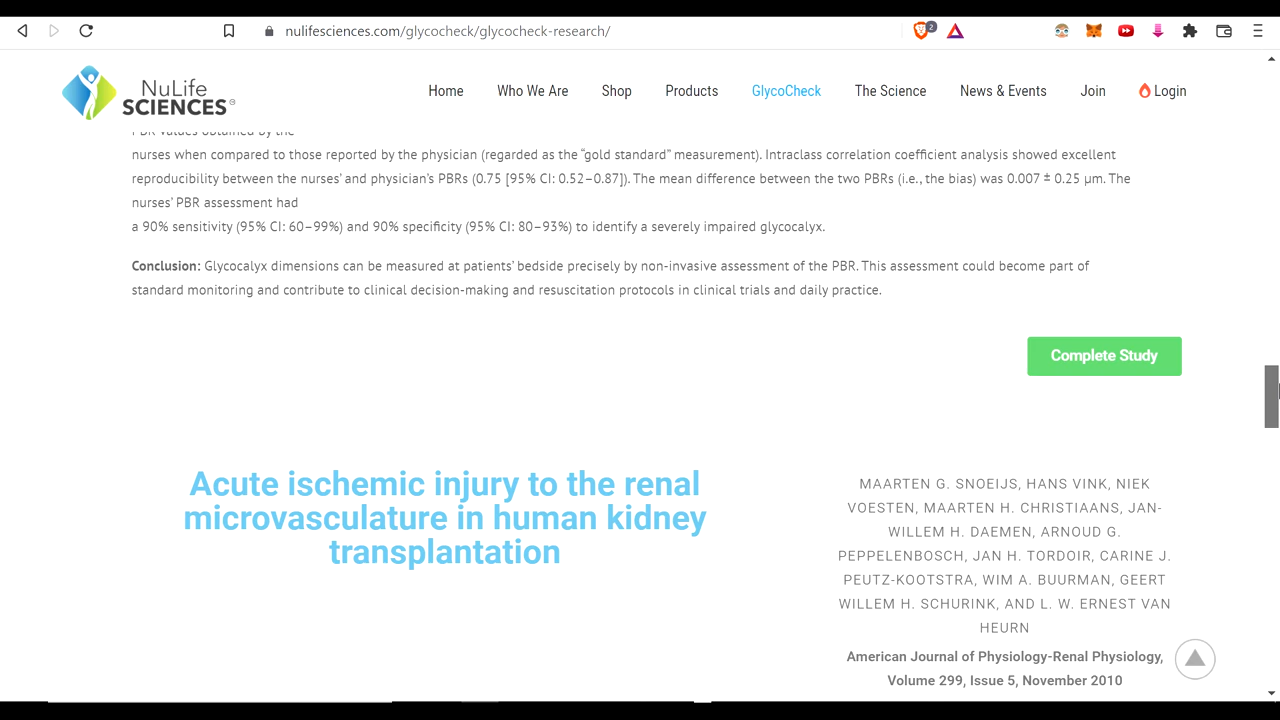 nulifesciences.com/glycocheck/glycocheck-research/
2
NuLife
SCIENCES
Home Who We Are Shop Products GlycoCheck The Science News & Events Join Login
PBR values obtained by the
nurses when compared to those reported by the physician (regarded as the “gold standard” measurement). Intraclass correlation coefficient analysis showed excellent
reproducibility between the nurses’ and physician’s PBRs (0.75 [95% CI: 0.52–0.87]). The mean difference between the two PBRs (i.e., the bias) was 0.007 ± 0.25 μm. The
nurses’ PBR assessment had
a 90% sensitivity (95% CI: 60–99%) and 90% specificity (95% CI: 80–93%) to identify a severely impaired glycocalyx.
Conclusion: Glycocalyx dimensions can be measured at patients’ bedside precisely by non-invasive assessment of the PBR. This assessment could become part of
standard monitoring and contribute to clinical decision-making and resuscitation protocols in clinical trials and daily practice.
Complete Study
Acute ischemic injury to the renal
microvasculature in human kidney
transplantation
MAARTEN G. SNOEIJS, HANS VINK, NIEK
VOESTEN, MAARTEN H. CHRISTIAANS, JAN-
WILLEM H. DAEMEN, ARNOUD G.
PEPPELENBOSCH, JAN H. TORDOIR, CARINE J.
PEUTZ-KOOTSTRA, WIM A. BUURMAN, GEERT
WILLEM H. SCHURINK, AND L. W. ERNEST VAN
HEURN
American Journal of Physiology-Renal Physiology,
Volume 299, Issue 5, November 2010